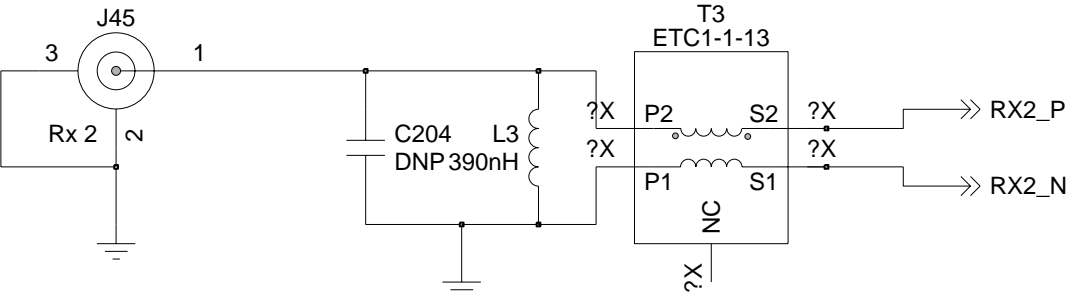 J45
3
1
Rx 2
2
C204
DNP
L3
390nH
T3
ETC1-1-13
?X
P2
S2
?X
RX2_P
?X
P1
S1
?X
RX2_N
NC
?X